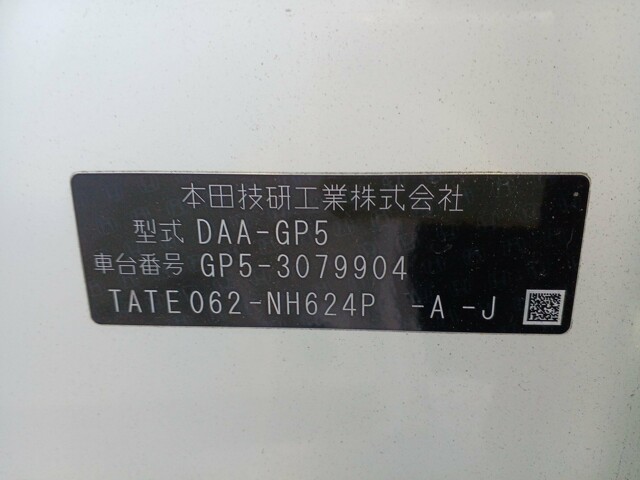 本田技研工業株式会社
型式 DAA-GP5
車台番号 GP5-3079904
TATE062-NH624P -A -J